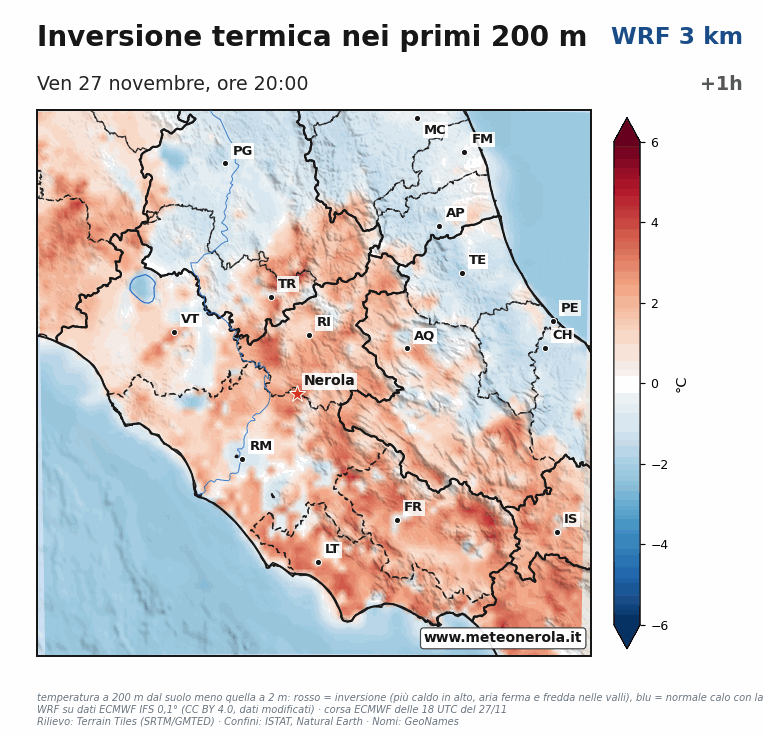 Inversione termica nei primi 200 m WRF 3 km
Ven 27 novembre, ore 20:00 +1h
MC
FM
PG
AP
TE
TR
PE
VT
RI
AQ
CH
Nerola
RM
FR
IS
LT
www.meteonerola.it
6
4
2
0
−2
−4
−6
°C
temperatura a 200 m dal suolo meno quella a 2 m: rosso = inversione (più caldo in alto, aria ferma e fredda nelle valli), blu = normale calo con la
WRF su dati ECMWF IFS 0,1° (CC BY 4.0, dati modificati) · corsa ECMWF delle 18 UTC del 27/11
Rilievo: Terrain Tiles (SRTM/GMTED) · Confini: ISTAT, Natural Earth · Nomi: GeoNames